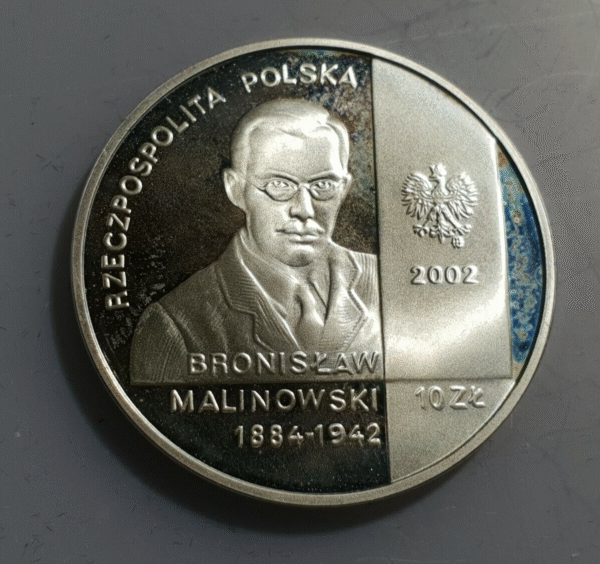 RZECZPOSPOLITA POLSKA
2002
BRONISŁAW
MALINOWSKI
10 ZŁ
1884-1942